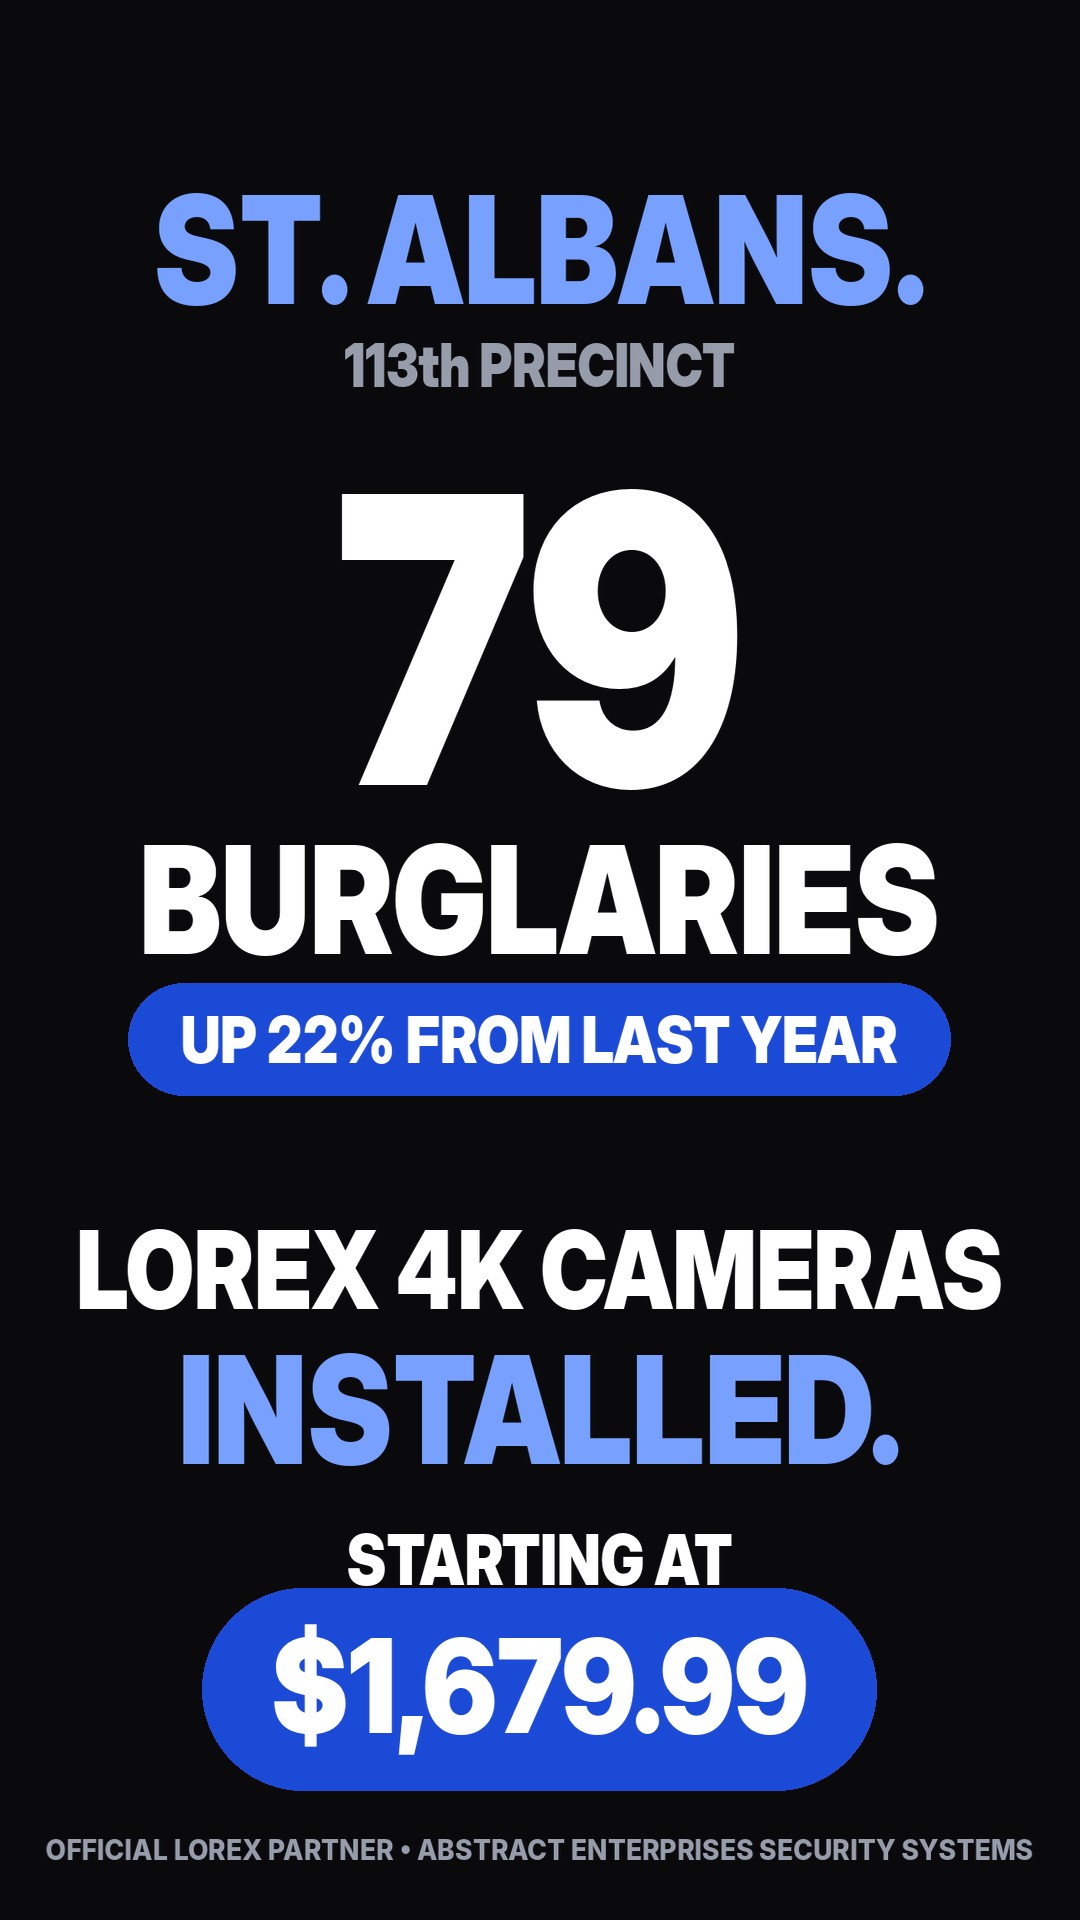 ST. ALBANS.
113th PRECINCT
79
BURGLARIES
UP 22% FROM LAST YEAR
LOREX 4K CAMERAS
INSTALLED.
STARTING AT
$1,679.99
OFFICIAL LOREX PARTNER • ABSTRACT ENTERPRISES SECURITY SYSTEMS